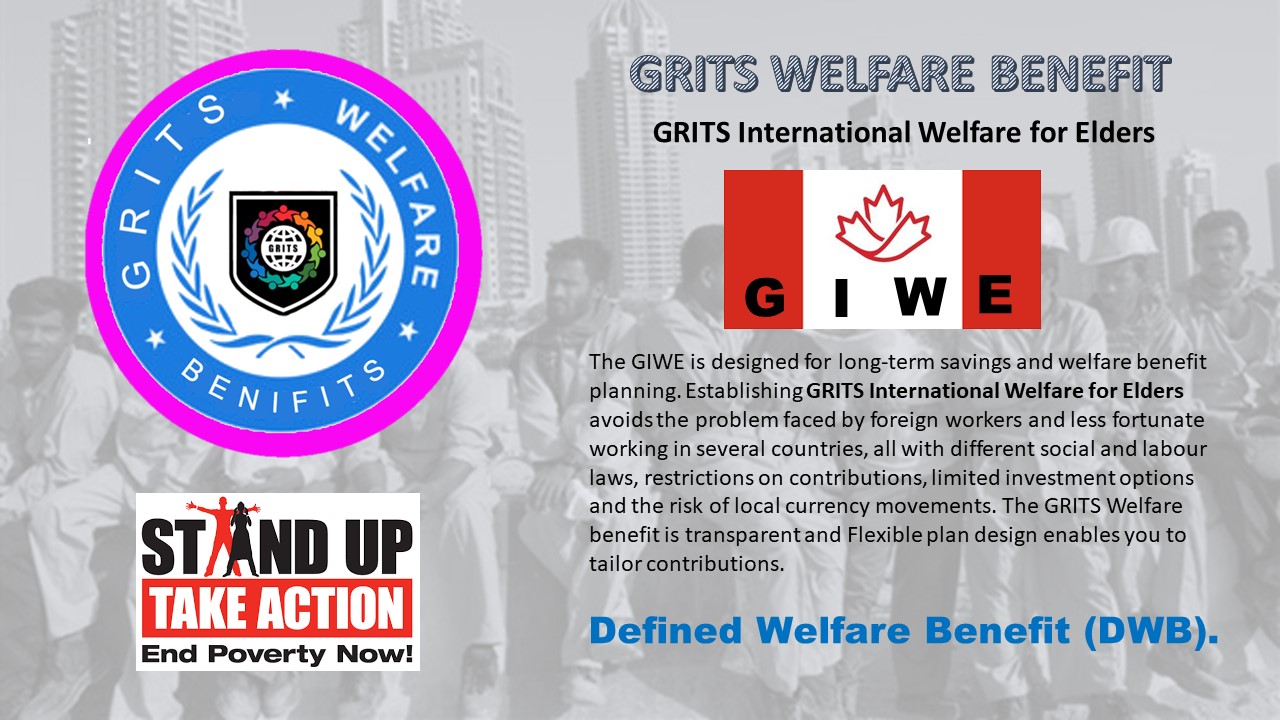 GRITS ★ WELFARE ★ BENIFITS ★
GRITS
STAND UP
TAKE ACTION
End Poverty Now!
GRITS WELFARE BENEFIT
GRITS International Welfare for Elders
G I W E
The GIWE is designed for long-term savings and welfare benefit
planning. Establishing GRITS International Welfare for Elders
avoids the problem faced by foreign workers and less fortunate
working in several countries, all with different social and labour
laws, restrictions on contributions, limited investment options
and the risk of local currency movements. The GRITS Welfare
benefit is transparent and Flexible plan design enables you to
tailor contributions.
Defined Welfare Benefit (DWB).